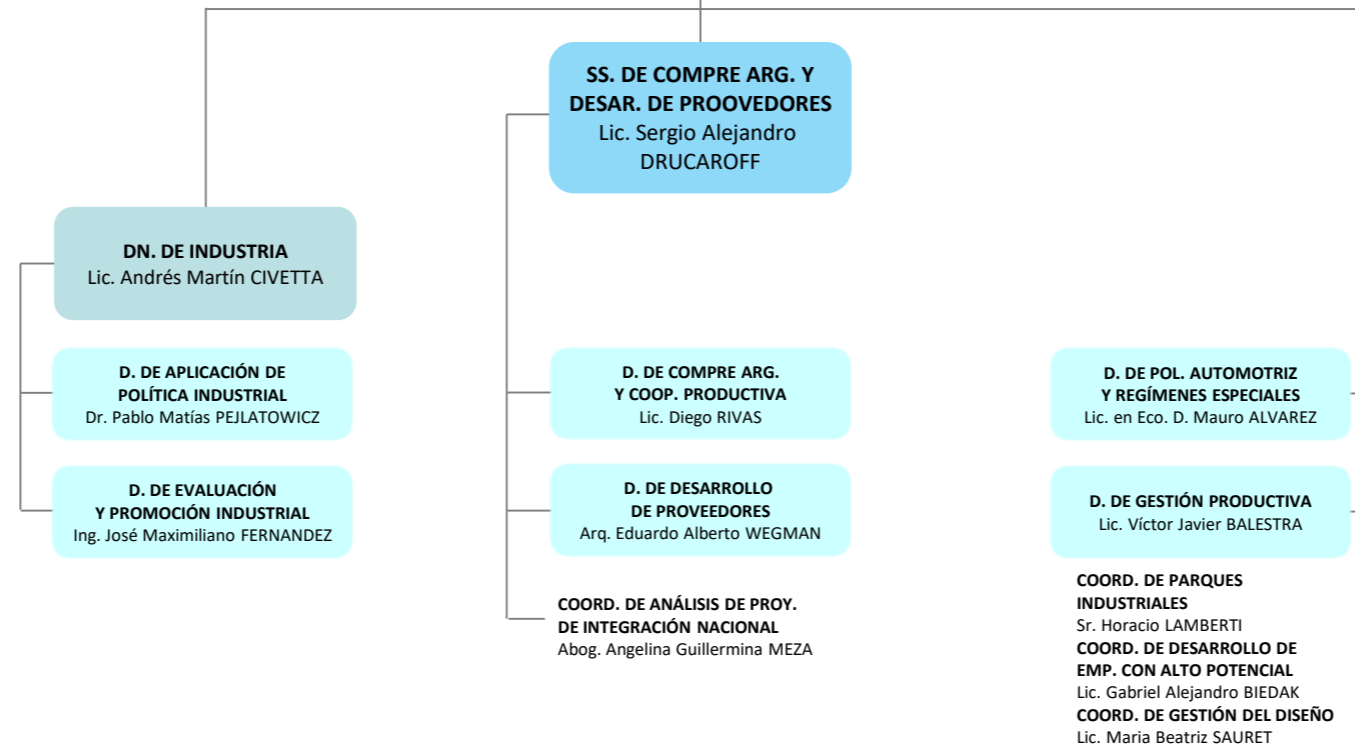 SS. DE COMPRE ARG. Y
DESAR. DE PROOVEDORES
Lic. Sergio Alejandro
DRUCAROFF
DN. DE INDUSTRIA
Lic. Andrés Martín CIVETTA
D. DE APLICACIÓN DE
POLÍTICA INDUSTRIAL
Dr. Pablo Matías PEJLATOWICZ
D. DE EVALUACIÓN
Y PROMOCIÓN INDUSTRIAL
Ing. José Maximiliano FERNANDEZ
D. DE COMPRE ARG.
Y COOP. PRODUCTIVA
Lic. Diego RIVAS
D. DE DESARROLLO
DE PROVEEDORES
Arq. Eduardo Alberto WEGMAN
COORD. DE ANÁLISIS DE PROY.
DE INTEGRACIÓN NACIONAL
Abog. Angelina Guillermina MEZA
D. DE POL. AUTOMOTRIZ
Y REGÍMENES ESPECIALES
Lic. en Eco. D. Mauro ALVAREZ
D. DE GESTIÓN PRODUCTIVA
Lic. Víctor Javier BALESTRA
COORD. DE PARQUES
INDUSTRIALES
Sr. Horacio LAMBERTI
COORD. DE DESARROLLO DE
EMP. CON ALTO POTENCIAL
Lic. Gabriel Alejandro BIEDAK
COORD. DE GESTIÓN DEL DISEÑO
Lic. Maria Beatriz SAURET